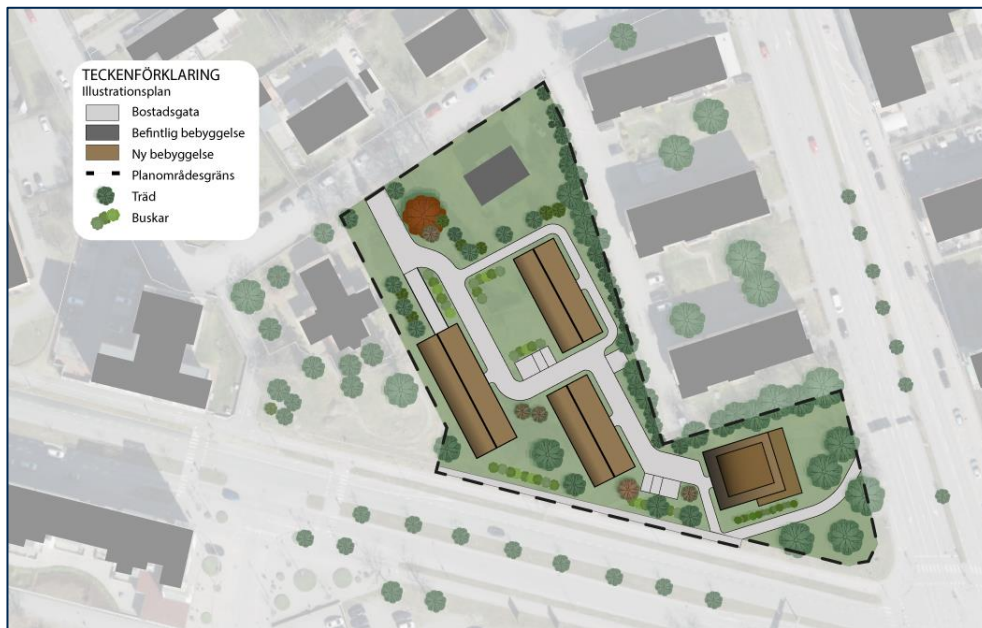 TECKENFÖRKLARING
Illustrationsplan
Bostadsgata
Befintlig bebyggelse
Ny bebyggelse
Planområdesgräns
Träd
Buskar